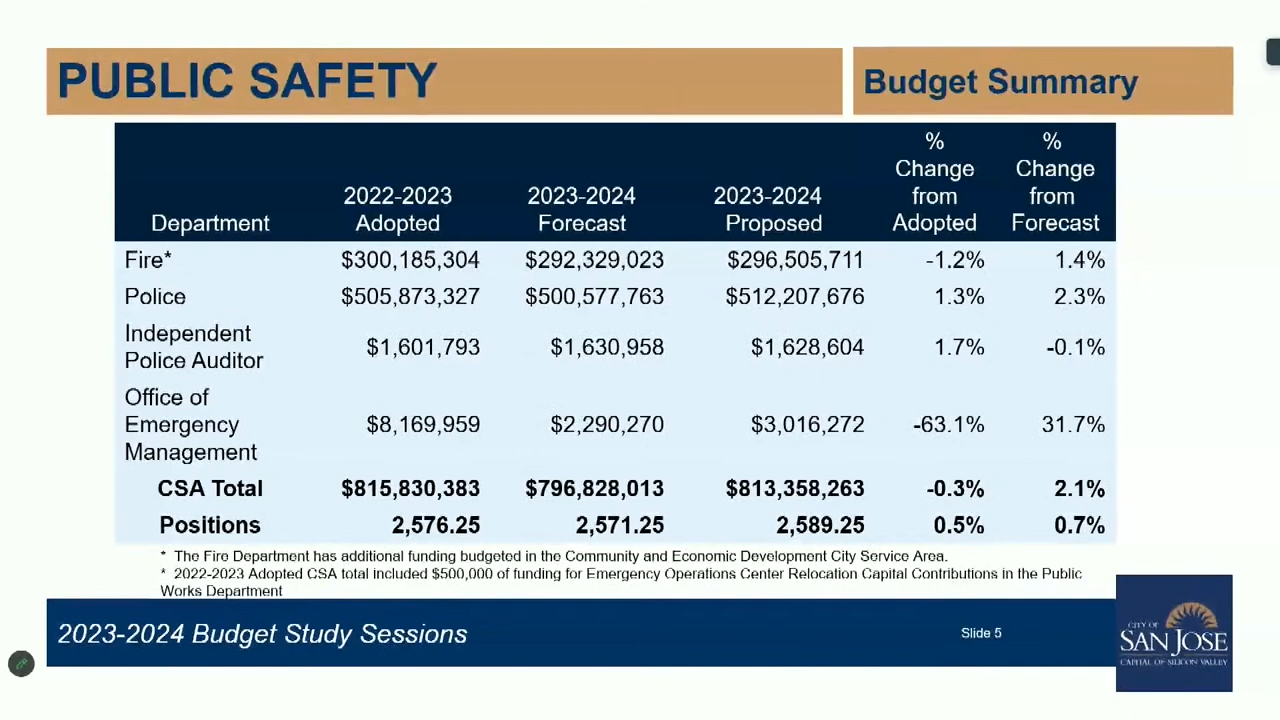 PUBLIC SAFETY
Budget Summary
Department 2022-2023 Adopted 2023-2024 Forecast 2023-2024 Proposed % Change from Adopted % Change from Forecast
Fire* $300,185,304 $292,329,023 $296,505,711 -1.2% 1.4%
Police $505,873,327 $500,577,763 $512,207,676 1.3% 2.3%
Independent Police Auditor $1,601,793 $1,630,958 $1,628,604 1.7% -0.1%
Office of Emergency Management $8,169,959 $2,290,270 $3,016,272 -63.1% 31.7%
CSA Total $815,830,383 $796,828,013 $813,358,263 -0.3% 2.1%
Positions 2,576.25 2,571.25 2,589.25 0.5% 0.7%
* The Fire Department has additional funding budgeted in the Community and Economic Development City Service Area.
* 2022-2023 Adopted CSA total included $500,000 of funding for Emergency Operations Center Relocation Capital Contributions in the Public
Works Department
2023-2024 Budget Study Sessions
Slide 5
CITY OF
SAN JOSE
CAPITAL OF SILICON VALLEY